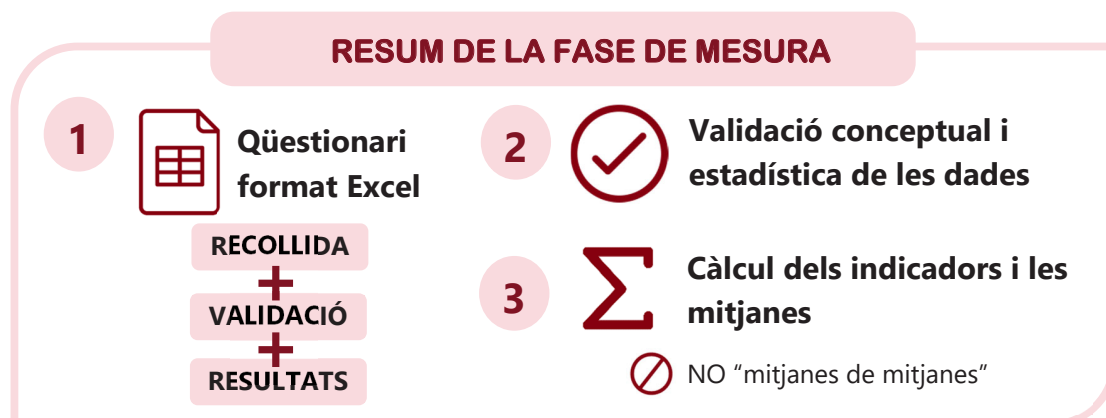 RESUM DE LA FASE DE MESURA
1
Qüestionari
format Excel
RECOLLIDA
+
VALIDACIÓ
+
RESULTATS
2
Validació conceptual i
estadística de les dades
3
Càlcul dels indicadors i les
mitjanes
NO “mitjanes de mitjanes”